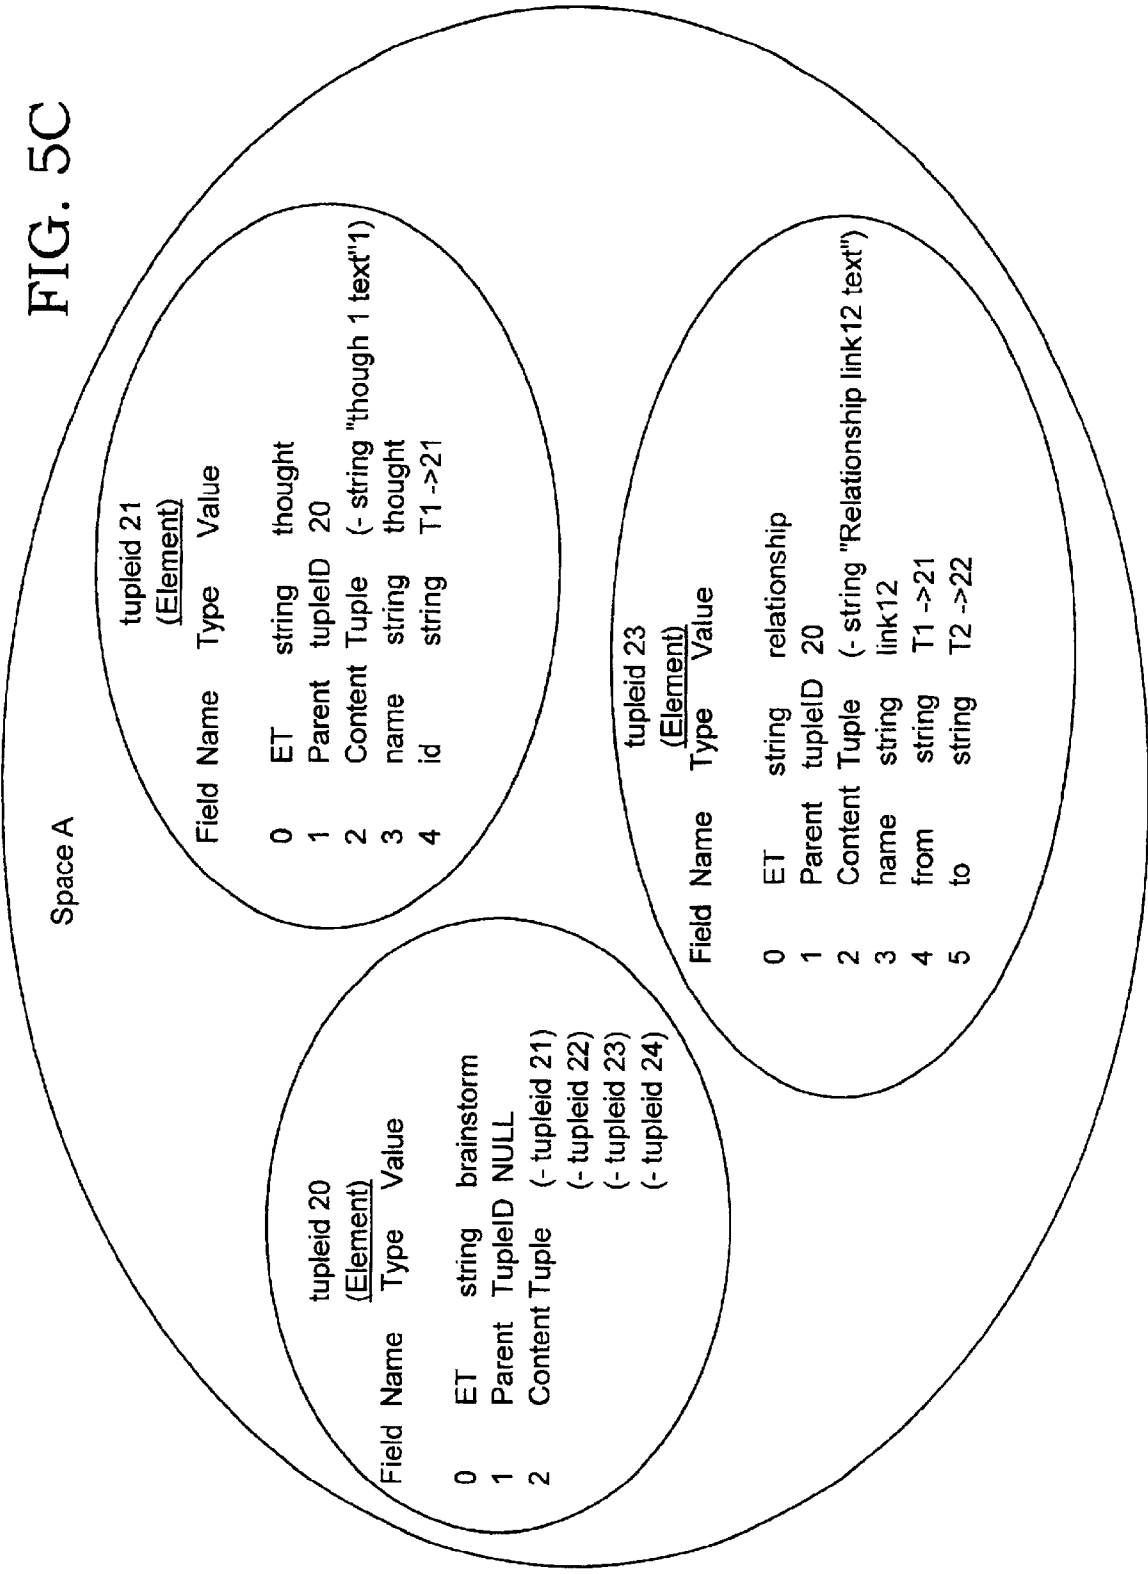 FIG. 5C
Space A
tupleid 20
(Element)
Field Name Type Value
0 ET string brainstorm
1 Parent TupleID NULL
2 Content Tuple (- tupleid 21)
(- tupleid 22)
(- tupleid 23)
(- tupleid 24)
tupleid 21
(Element)
Field Name Type Value
0 ET string thought
1 Parent tupleID 20
2 Content Tuple (- string "though 1 text"1)
3 name string thought
4 id string T1 ->21
tupleid 23
(Element)
Field Name Type Value
0 ET string relationship
1 Parent tupleID 20
2 Content Tuple (- string "Relationship link12 text")
3 name string link12
4 from string T1 ->21
5 to string T2 ->22